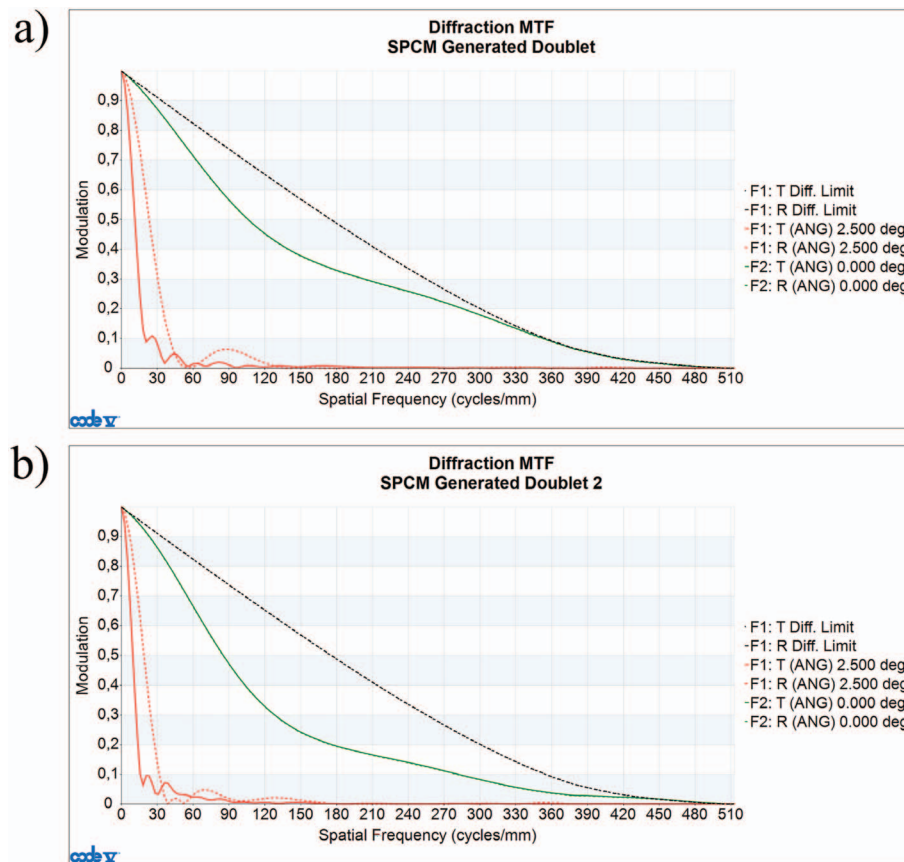 a)
Diffraction MTF
SPCM Generated Doublet
0,9
0,8
0,7
0,6
0,5
0,4
0,3
0,2
0,1
0
Modulation
0 30 60 90 120 150 180 210 240 270 300 330 360 390 420 450 480 510
Spatial Frequency (cycles/mm)
F1: T Diff. Limit
F1: R Diff. Limit
F1: T (ANG) 2.500 deg
F1: R (ANG) 2.500 deg
F2: T (ANG) 0.000 deg
F2: R (ANG) 0.000 deg
code V
b)
Diffraction MTF
SPCM Generated Doublet 2
0,9
0,8
0,7
0,6
0,5
0,4
0,3
0,2
0,1
0
Modulation
0 30 60 90 120 150 180 210 240 270 300 330 360 390 420 450 480 510
Spatial Frequency (cycles/mm)
F1: T Diff. Limit
F1: R Diff. Limit
F1: T (ANG) 2.500 deg
F1: R (ANG) 2.500 deg
F2: T (ANG) 0.000 deg
F2: R (ANG) 0.000 deg
code V